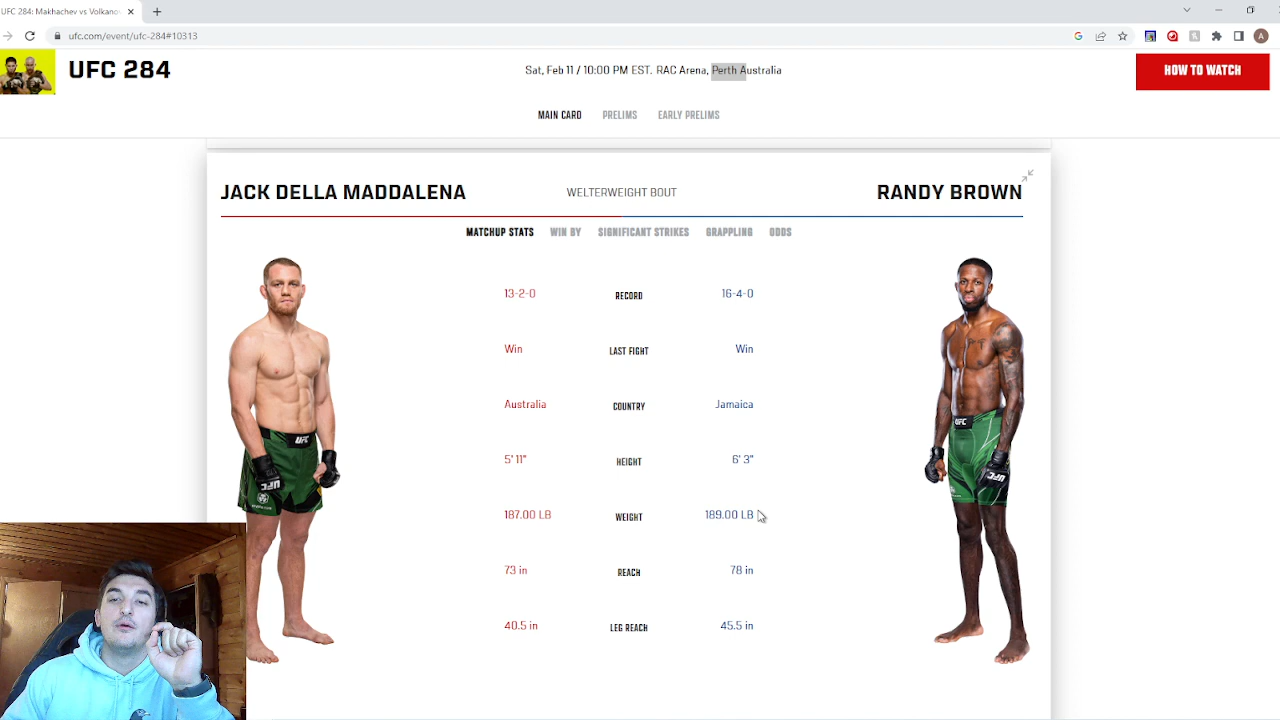 UFC 284: Makhachev vs Volkanov
ufc.com/event/ufc-284#10313
UFC 284
Sat, Feb 11 / 10:00 PM EST. RAC Arena, Perth Australia
HOW TO WATCH
MAIN CARD PRELIMS EARLY PRELIMS
JACK DELLA MADDALENA WELTERWEIGHT BOUT RANDY BROWN
MATCHUP STATS WIN BY SIGNIFICANT STRIKES GRAPPLING ODDS
13-2-0 RECORD 16-4-0
Win LAST FIGHT Win
Australia COUNTRY Jamaica
5' 11" HEIGHT 6' 3"
187.00 LB WEIGHT 189.00 LB
73 in REACH 78 in
40.5 in LEG REACH 45.5 in
UFC
UFC
UFC
UFC